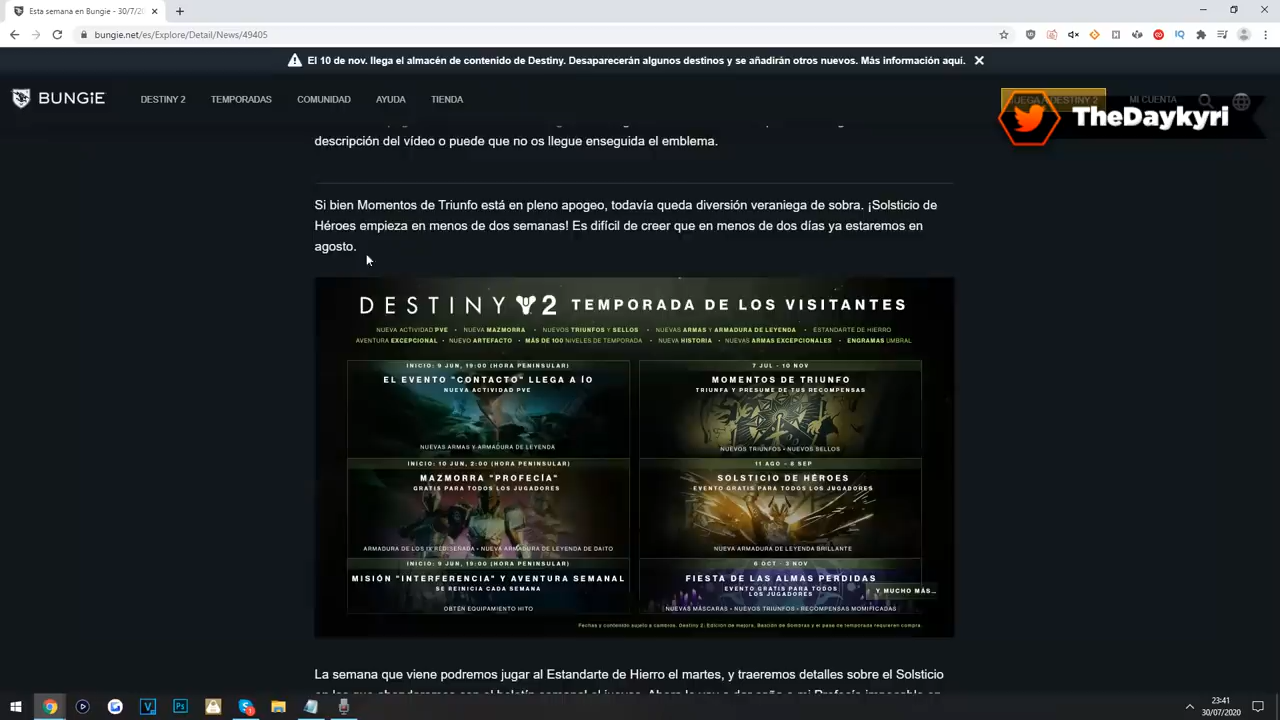 Esta semana en Bungie - 30/7/20
bungie.net/es/Explore/Detail/News/49405
El 10 de nov. llega el almacén de contenido de Destiny. Desaparecerán algunos destinos y se añadirán otros nuevos. Más información aquí.
BUNGIE
DESTINY 2
TEMPORADAS
COMUNIDAD
AYUDA
TIENDA
JUEGA A DESTINY 2
MI CUENTA
TheDaykyri
descripción del vídeo o puede que no os llegue enseguida el emblema.
Si bien Momentos de Triunfo está en pleno apogeo, todavía queda diversión veraniega de sobra. ¡Solsticio de
Héroes empieza en menos de dos semanas! Es difícil de creer que en menos de dos días ya estaremos en
agosto.
DESTINY 2 TEMPORADA DE LOS VISITANTES
NUEVA ACTIVIDAD PVE • NUEVA MAZMORRA • NUEVOS TRIUNFOS Y SELLOS • NUEVAS ARMAS Y ARMADURA DE LEYENDA • ESTANDARTE DE HIERRO
AVENTURA EXCEPCIONAL • NUEVO ARTEFACTO • MÁS DE 100 NIVELES DE TEMPORADA • NUEVA HISTORIA • NUEVAS ARMAS EXCEPCIONALES • ENGRAMAS UMBRAL
INICIO: 9 JUN, 19:00 (HORA PENINSULAR)
EL EVENTO "CONTACTO" LLEGA A ÍO
NUEVA ACTIVIDAD PVE
NUEVAS ARMAS Y ARMADURA DE LEYENDA
7 JUL - 10 NOV
MOMENTOS DE TRIUNFO
TRIUNFA Y PRESUME DE TUS RECOMPENSAS
NUEVOS TRIUNFOS • NUEVOS SELLOS
INICIO: 10 JUN, 2:00 (HORA PENINSULAR)
MAZMORRA "PROFECÍA"
GRATIS PARA TODOS LOS JUGADORES
ARMADURA DE LOS IX REDISEÑADA • NUEVA ARMADURA DE LEYENDA DE DAITO
11 AGO - 8 SEP
SOLSTICIO DE HÉROES
EVENTO GRATIS PARA TODOS LOS JUGADORES
NUEVA ARMADURA DE LEYENDA BRILLANTE
INICIO: 9 JUN, 19:00 (HORA PENINSULAR)
MISIÓN "INTERFERENCIA" Y AVENTURA SEMANAL
SE REINICIA CADA SEMANA
OBTÉN EQUIPAMIENTO HITO
6 OCT - 3 NOV
FIESTA DE LAS ALMAS PERDIDAS
EVENTO GRATIS PARA TODOS
LOS JUGADORES
Y MUCHO MÁS...
NUEVAS MÁSCARAS • NUEVOS TRIUNFOS • RECOMPENSAS MOMIFICADAS
Fechas y contenido sujeto a cambios. Destiny 2: Edición de mejora, Bastión de Sombras y el pase de temporada requieren compra.
La semana que viene podremos jugar al Estandarte de Hierro el martes, y traeremos detalles sobre el Solsticio
23:41
30/07/2020